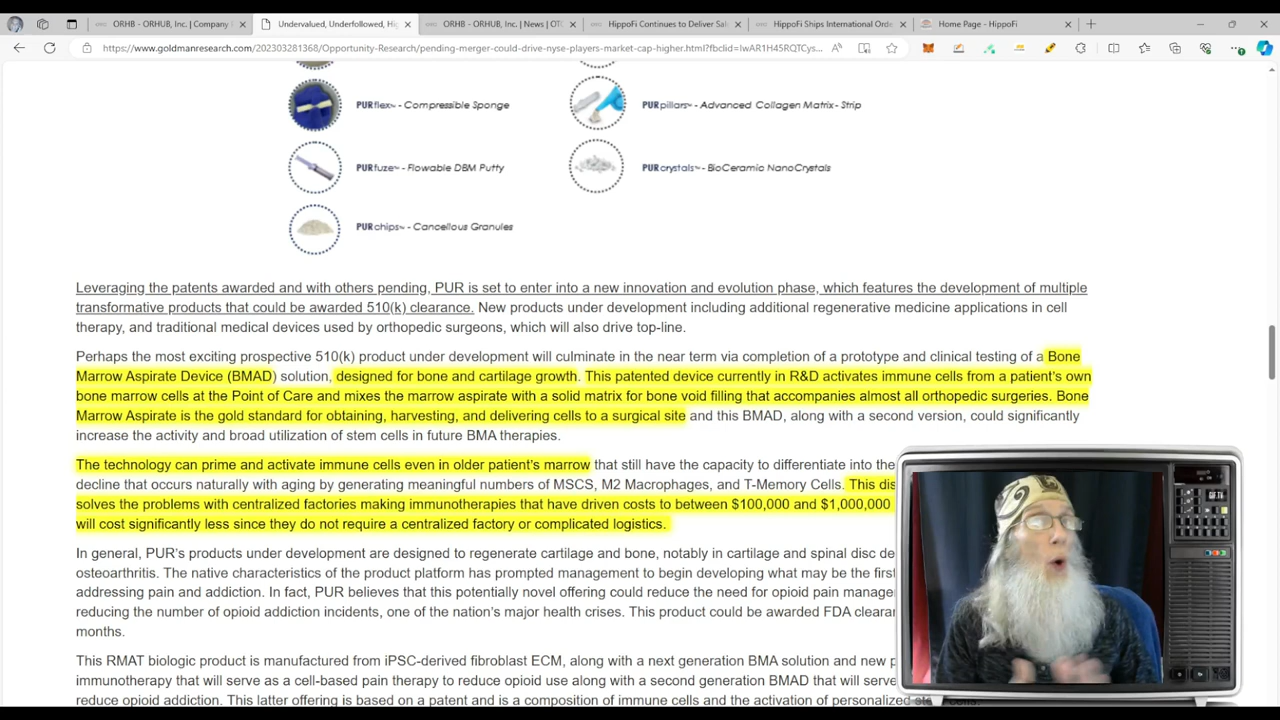 ORHB - ORHUB, Inc. | Company
Undervalued, Underfollowed, Hig
ORHB - ORHUB, Inc. | News | OTC
HippoFi Continues to Deliver Sal
HippoFi Ships International Orde
Home Page - HippoFi
https://www.goldmanresearch.com/202303281368/Opportunity-Research/pending-merger-could-drive-nyse-players-market-cap-higher.html?fbclid=IwAR1H45RQTCys...
PURflex™ - Compressible Sponge
PURpillars™ - Advanced Collagen Matrix - Strip
PURfuze™ - Flowable DBM Putty
PURcrystals™ - BioCeramic NanoCrystals
PURchips™ - Cancellous Granules
Leveraging the patents awarded and with others pending, PUR is set to enter into a new innovation and evolution phase, which features the development of multiple
transformative products that could be awarded 510(k) clearance. New products under development including additional regenerative medicine applications in cell
therapy, and traditional medical devices used by orthopedic surgeons, which will also drive top-line.
Perhaps the most exciting prospective 510(k) product under development will culminate in the near term via completion of a prototype and clinical testing of a Bone
Marrow Aspirate Device (BMAD) solution, designed for bone and cartilage growth. This patented device currently in R&D activates immune cells from a patient's own
bone marrow cells at the Point of Care and mixes the marrow aspirate with a solid matrix for bone void filling that accompanies almost all orthopedic surgeries. Bone
Marrow Aspirate is the gold standard for obtaining, harvesting, and delivering cells to a surgical site and this BMAD, along with a second version, could significantly
increase the activity and broad utilization of stem cells in future BMA therapies.
The technology can prime and activate immune cells even in older patient's marrow that still have the capacity to differentiate into the
decline that occurs naturally with aging by generating meaningful numbers of MSCS, M2 Macrophages, and T-Memory Cells. This dis
solves the problems with centralized factories making immunotherapies that have driven costs to between $100,000 and $1,000,000
will cost significantly less since they do not require a centralized factory or complicated logistics.
In general, PUR's products under development are designed to regenerate cartilage and bone, notably in cartilage and spinal disc de
osteoarthritis. The native characteristics of the product platform has prompted management to begin developing what may be the first
addressing pain and addiction. In fact, PUR believes that this potentially novel offering could reduce the need for opioid pain manage
reducing the number of opioid addiction incidents, one of the nation's major health crises. This product could be awarded FDA clearan
months.
This RMAT biologic product is manufactured from iPSC-derived ferment ECM, along with a next generation BMA solution and new p
immunotherapy that will serve as a cell-based pain therapy to reduce opioid use along with a second generation BMAD that will serve
reduce opioid addiction. This latter offering is based on a patent and is a composition of immune cells and the activation of personalized stem cells.